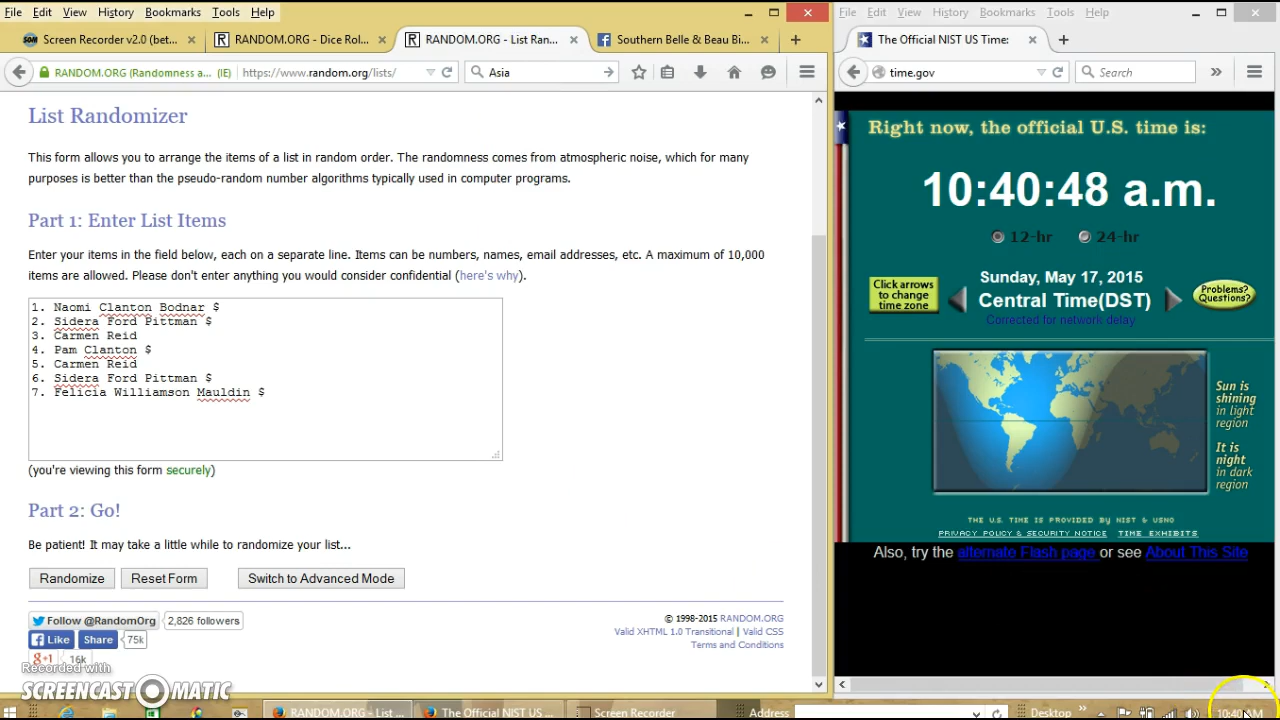 File Edit View History Bookmarks Tools Help
Screen Recorder v2.0 (bet...
RANDOM.ORG - Dice Rol...
RANDOM.ORG - List Ran...
Southern Belle & Beau Bi...
RANDOM.ORG (Randomness a... (IE)
https://www.random.org/lists/
Asia
List Randomizer
This form allows you to arrange the items of a list in random order. The randomness comes from atmospheric noise, which for many
purposes is better than the pseudo-random number algorithms typically used in computer programs.
Part 1: Enter List Items
Enter your items in the field below, each on a separate line. Items can be numbers, names, email addresses, etc. A maximum of 10,000
items are allowed. Please don't enter anything you would consider confidential (here's why).
1. Naomi Clanton Bodnar $
2. Sidera Ford Pittman $
3. Carmen Reid
4. Pam Clanton $
5. Carmen Reid
6. Sidera Ford Pittman $
7. Felicia Williamson Mauldin $
(you're viewing this form securely)
Part 2: Go!
Be patient! It may take a little while to randomize your list...
Randomize
Reset Form
Switch to Advanced Mode
Follow @RandomOrg
2,826 followers
Like
Share
75k
g+1
16k
© 1998-2015 RANDOM.ORG
Valid XHTML 1.0 Transitional | Valid CSS
Terms and Conditions
Recorded with
SCREENCAST MATIC
File Edit View History Bookmarks Tools Help
The Official NIST US Time:
time.gov
Search
Right now, the official U.S. time is:
10:40:48 a.m.
12-hr
24-hr
Click arrows
to change
time zone
Sunday, May 17, 2015
Central Time(DST)
Corrected for network delay
Problems?
Questions?
Sun is
shining
in light
region
It is
night
in dark
region
THE U.S. TIME IS PROVIDED BY NIST & USNO
PRIVACY POLICY & SECURITY NOTICE
TIME EXHIBITS
Also, try the alternate Flash page or see About This Site
RANDOM.ORG - List ...
The Official NIST US ...
Screen Recorder
Address
Desktop
10:40 AM